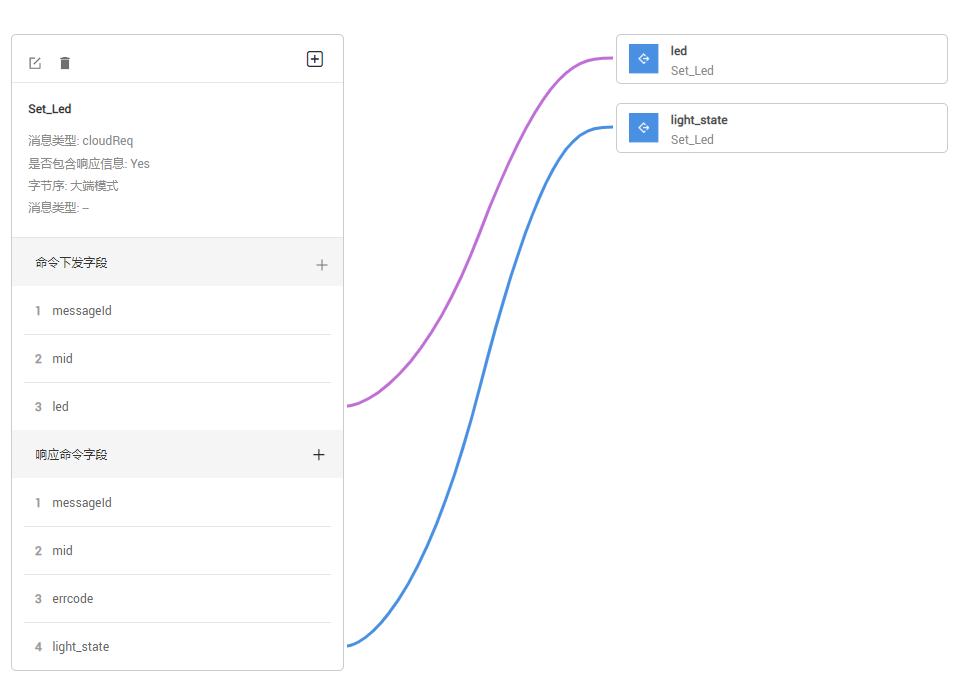 Set_Led
消息类型: cloudReq
是否包含响应信息: Yes
字节序: 大端模式
消息类型: --
命令下发字段
1 messageId
2 mid
3 led
响应命令字段
1 messageId
2 mid
3 errcode
4 light_state
led
Set_Led
light_state
Set_Led